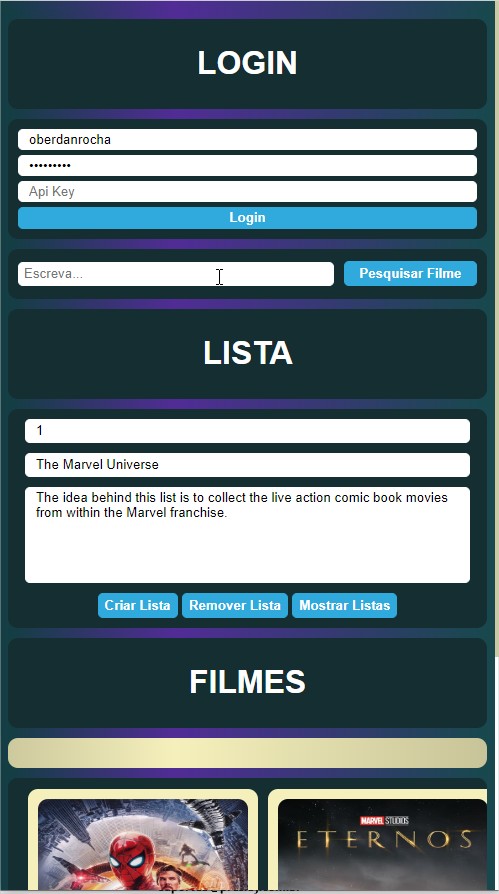 LOGIN
oberdanrocha
•••••••••
Api Key
Login
Escreva...
Pesquisar Filme
LISTA
1
The Marvel Universe
The idea behind this list is to collect the live action comic book movies
from within the Marvel franchise.
Criar Lista Remover Lista Mostrar Listas
FILMES
MARVEL STUDIOS
ETERNOS